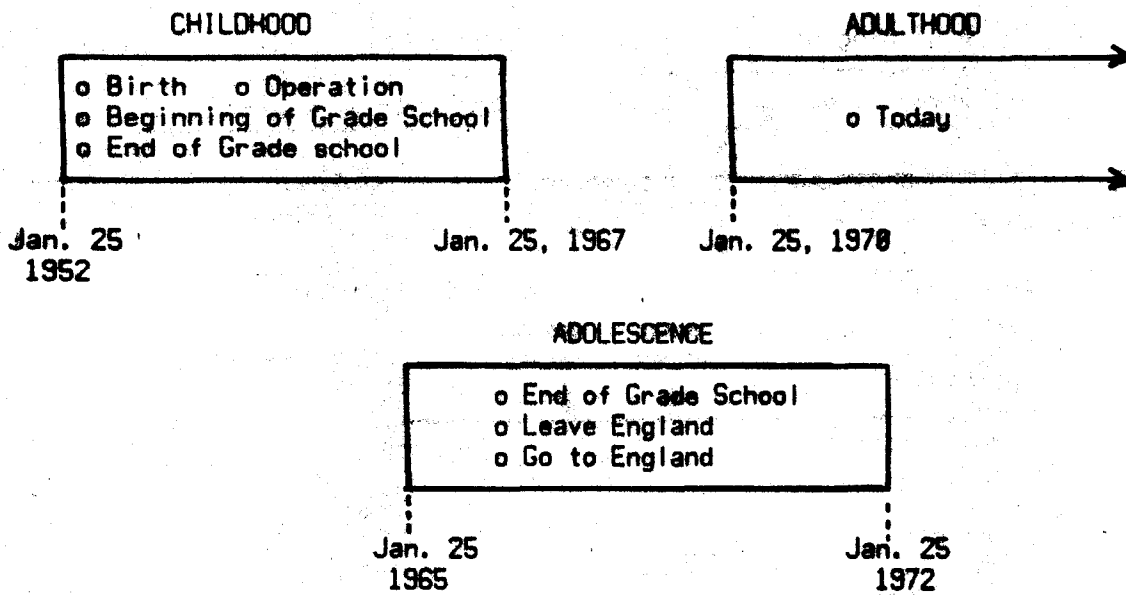 CHILDHOOD
ADULTHOOD
o Birth o Operation
o Beginning of Grade School
o End of Grade school
o Today
Jan. 25
1952
Jan. 25, 1967
Jan. 25, 1970
ADOLESCENCE
o End of Grade School
o Leave England
o Go to England
Jan. 25
1965
Jan. 25
1972